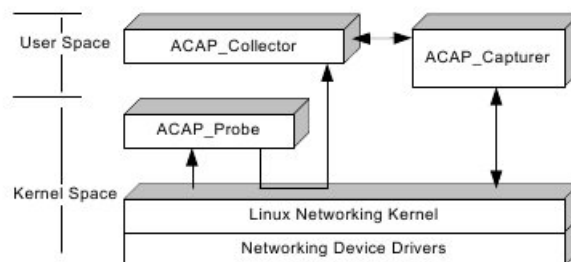 User Space
ACAP_Collector
ACAP_Capturer
ACAP_Probe
Kernel Space
Linux Networking Kernel
Networking Device Drivers